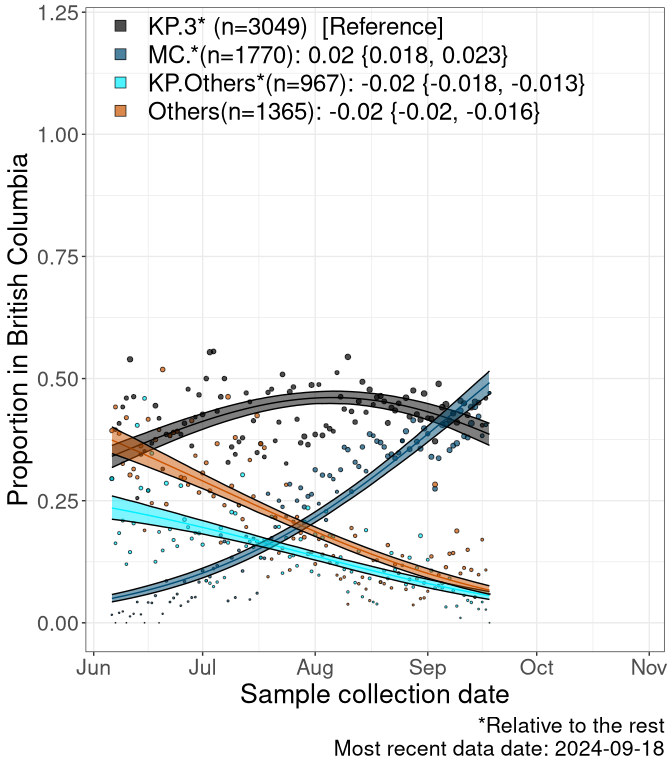 KP.3* (n=3049)  [Reference]
MC.*(n=1770): 0.02 {0.018, 0.023}
KP.Others*(n=967): -0.02 {-0.018, -0.013}
Others(n=1365): -0.02 {-0.02, -0.016}
1.25
1.00
0.75
0.50
0.25
0.00
Proportion in British Columbia
Jun Jul Aug Sep Oct Nov
Sample collection date
*Relative to the rest
Most recent data date: 2024-09-18